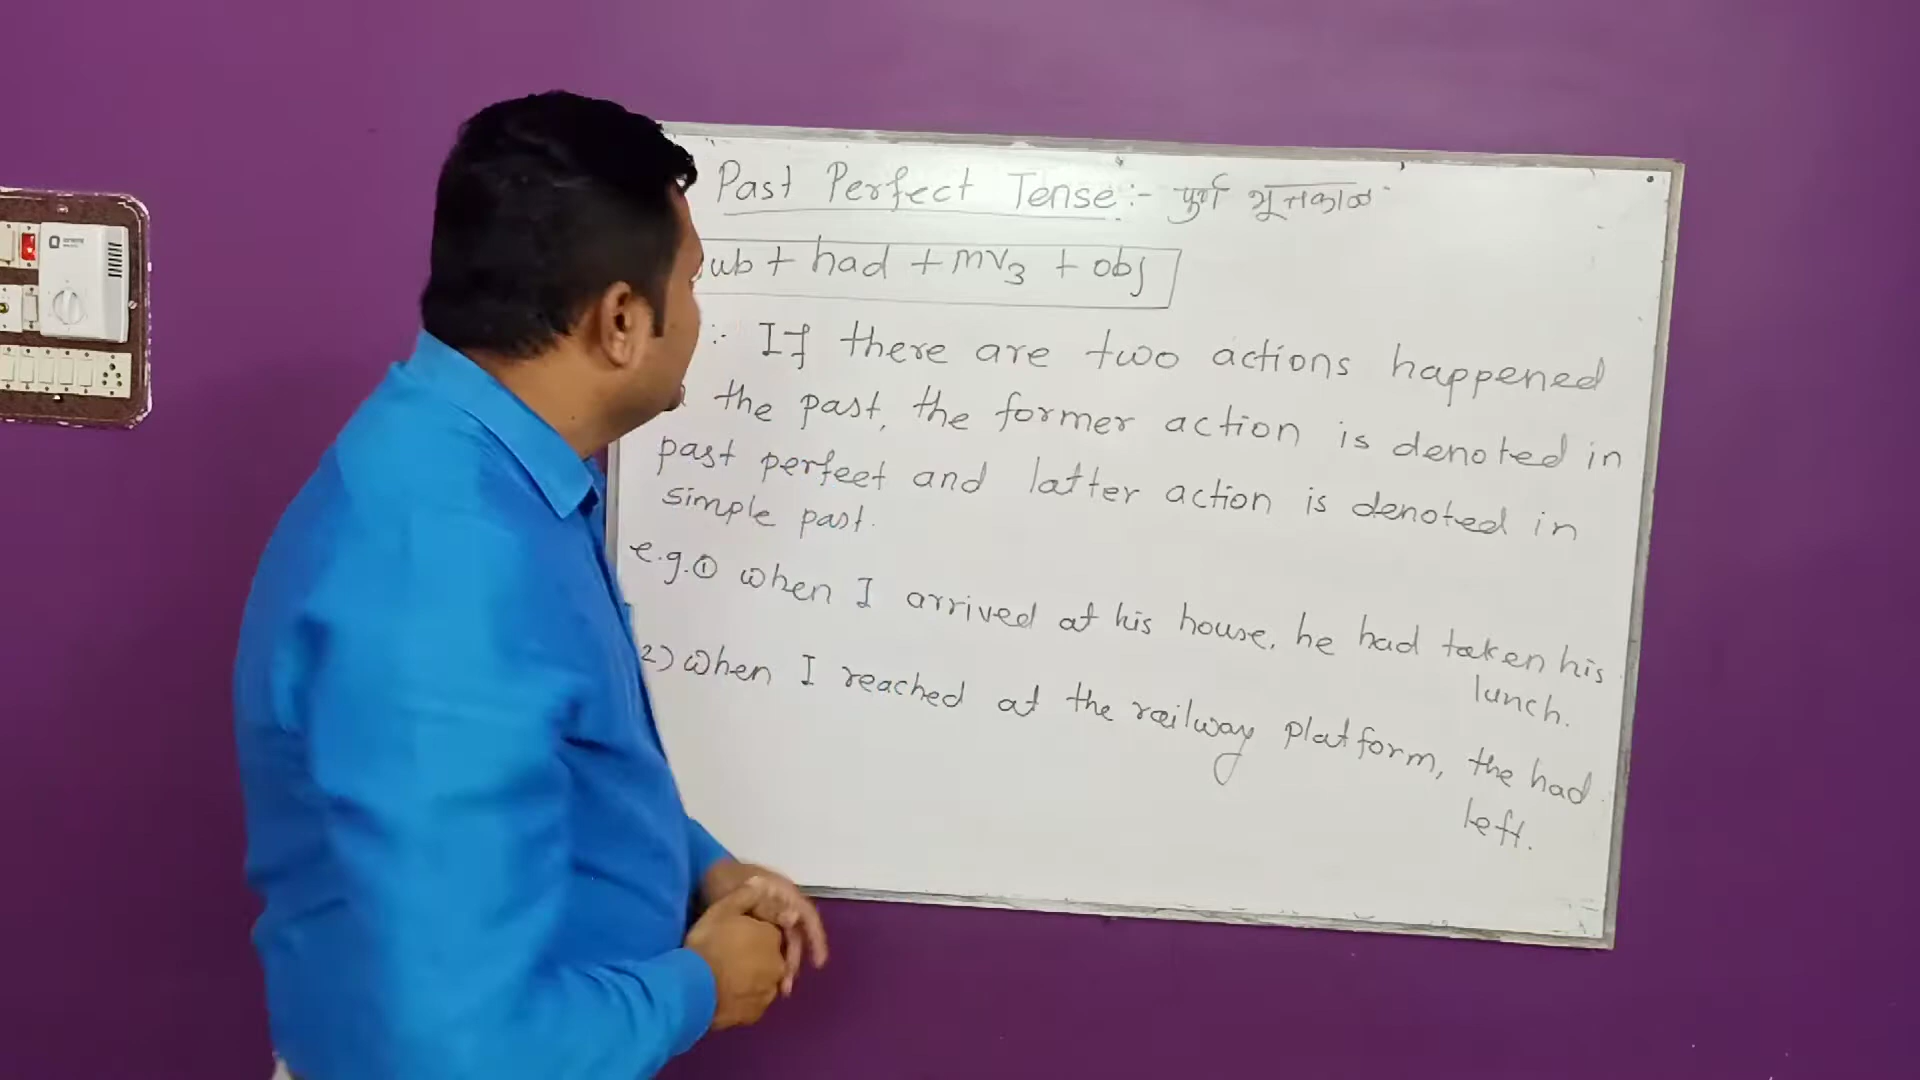 Past Perfect Tense:- पुर्ण भूतकाळ
ub + had + mv3 + obj
:- If there are two actions happened
the past, the former action is denoted in
past perfect and latter action is denoted in
simple past.
e.g.① when I arrived at his house, he had taken his
lunch.
2) when I reached at the railway platform, the had
left.